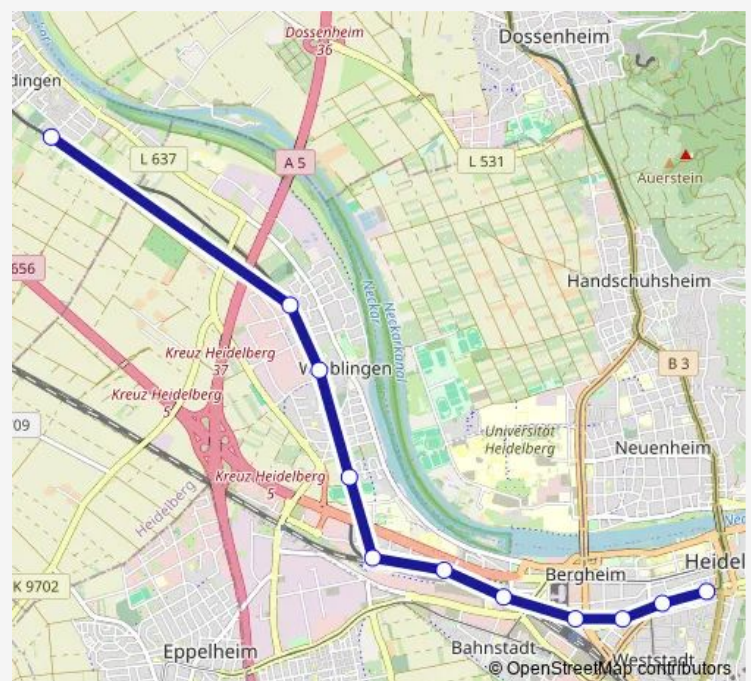 Dossenheim
36
Dossenheim
dingen
L 637
A 5
L 531
Auerstein
656
Handschuhsheim
Neckar
Neckarkanal
Kreuz Heidelberg
37
blingen
B 3
Kreuz Heidelberg
5
09
Universität
Heidelberg
Neuenheim
Kreuz Heidelberg
5
Heidelberg
Heidel
K 9702
Bergheim
Eppelheim
Bahnstadt
Weststadt
© OpenStreetMap contributors